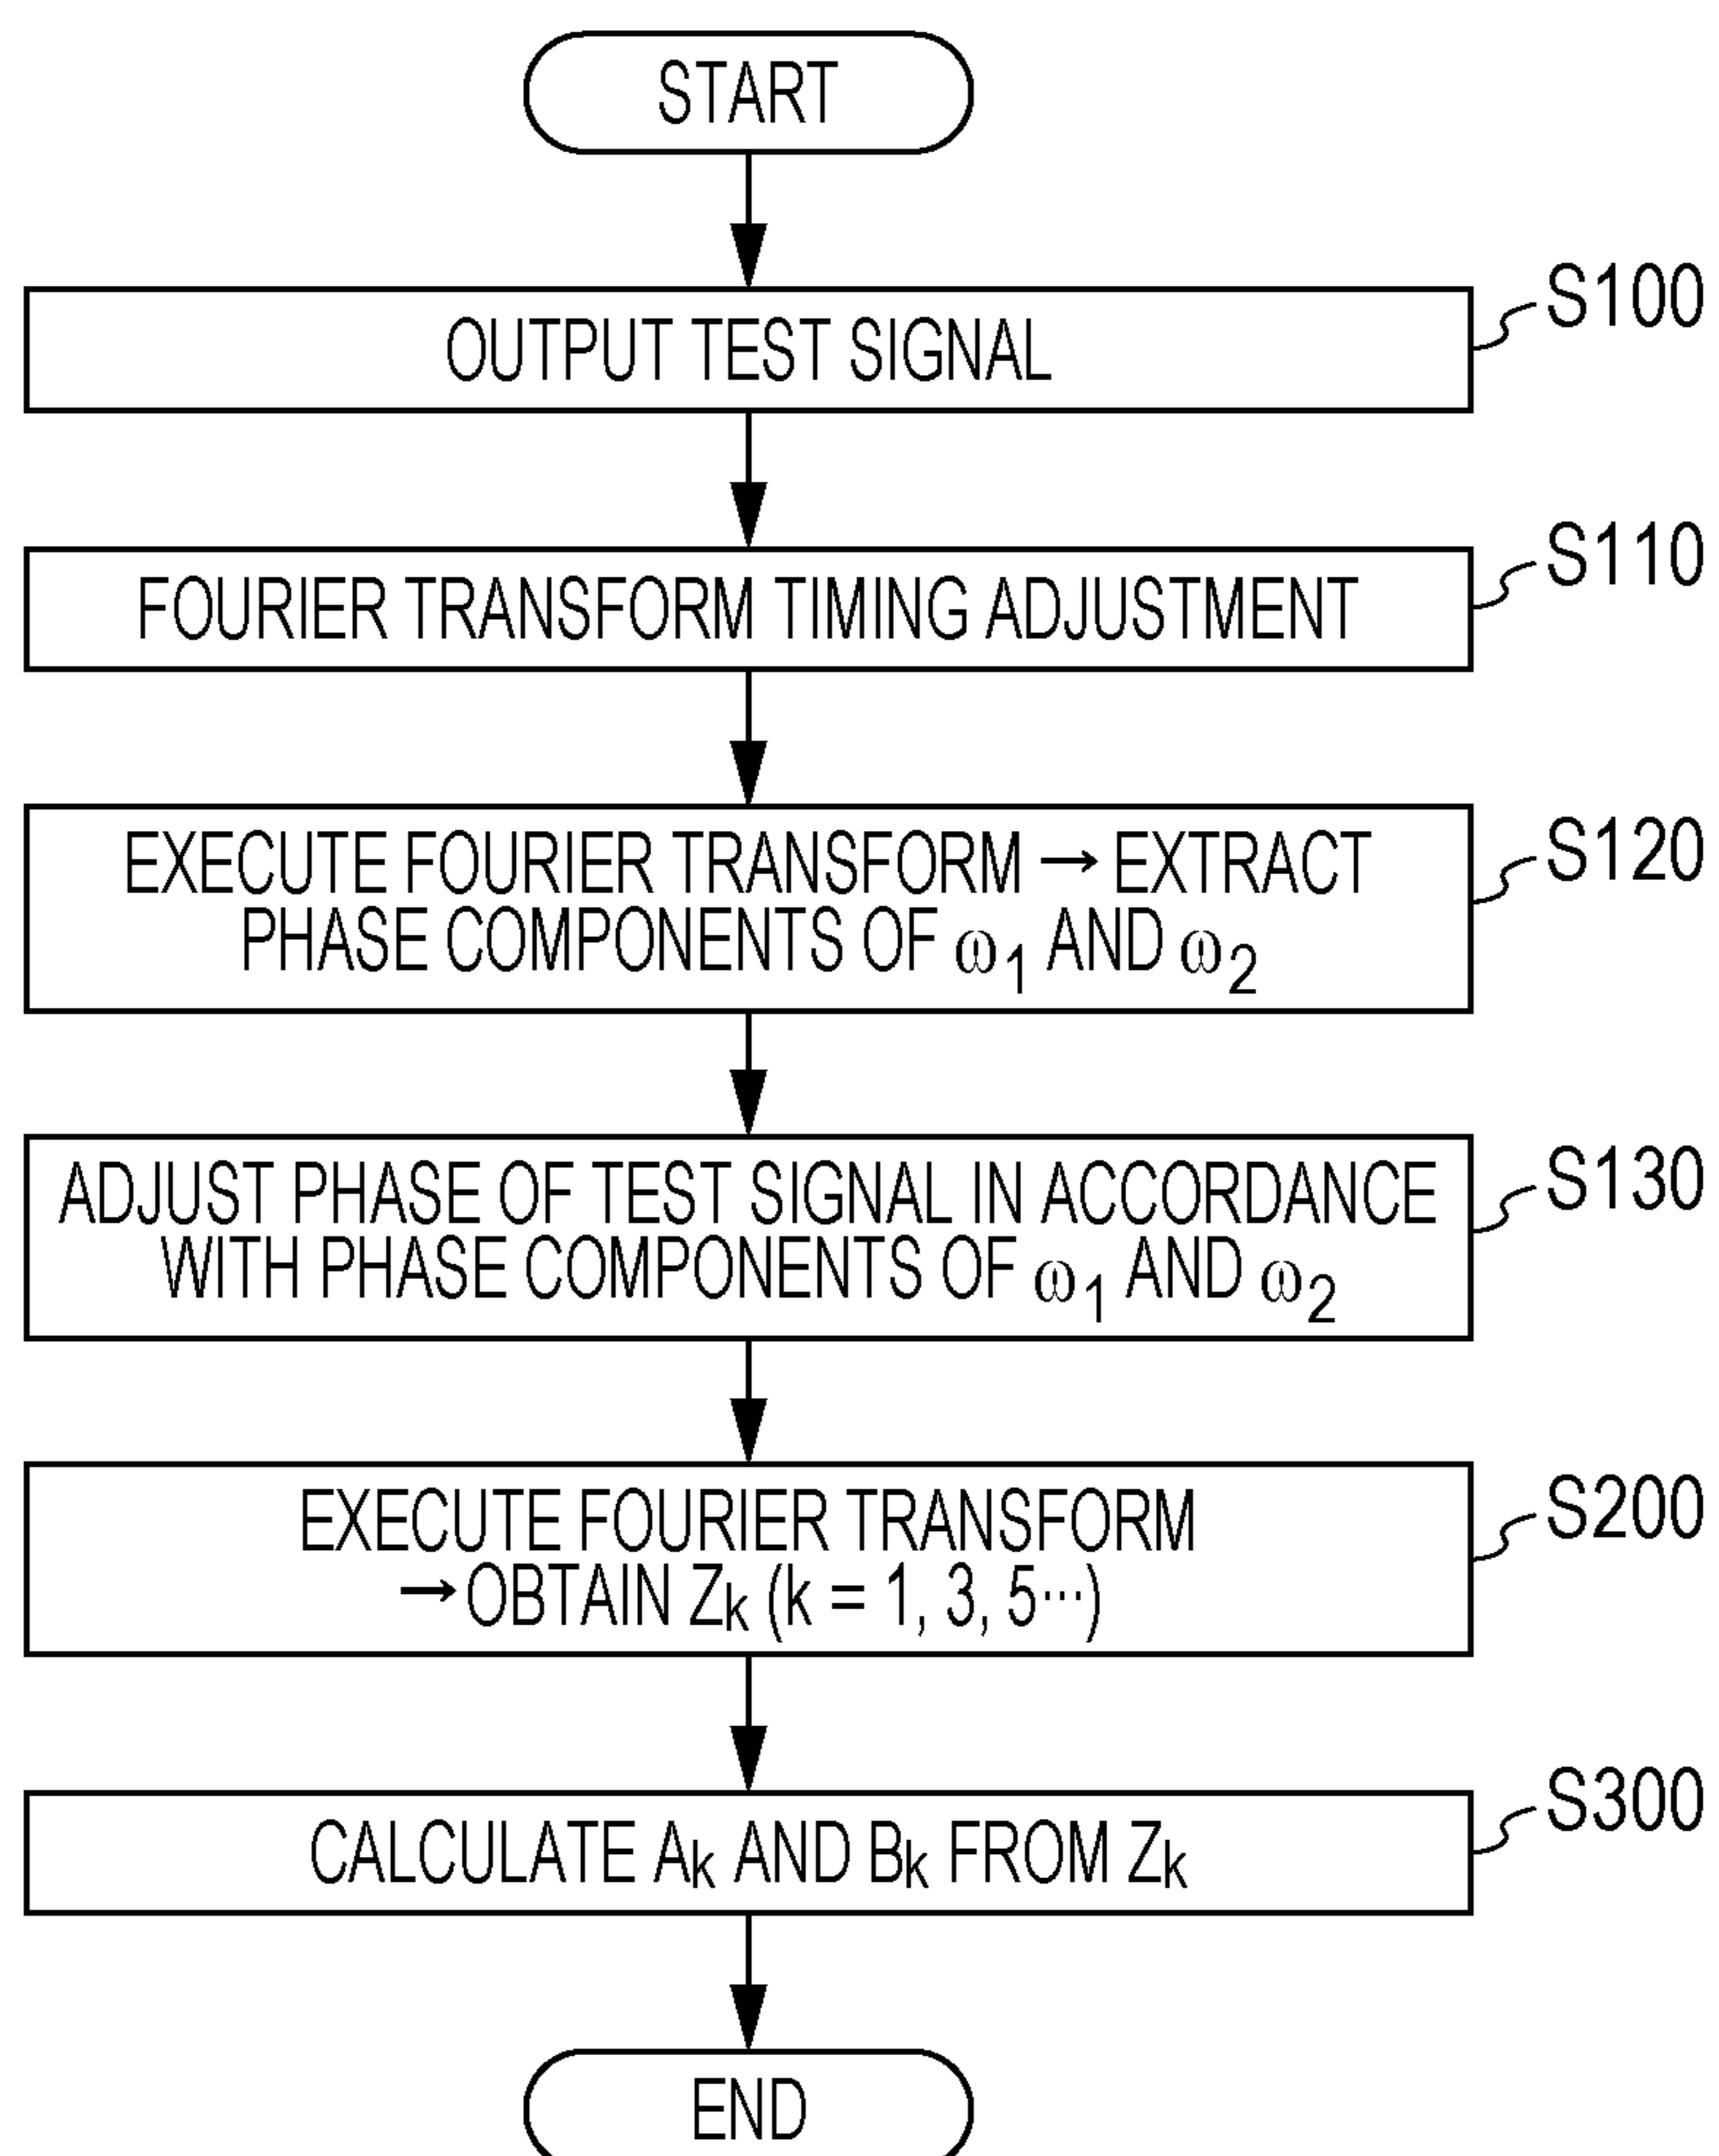 START
OUTPUT TEST SIGNAL
S100
FOURIER TRANSFORM TIMING ADJUSTMENT
S110
EXECUTE FOURIER TRANSFORM → EXTRACT
PHASE COMPONENTS OF ω1 AND ω2
S120
ADJUST PHASE OF TEST SIGNAL IN ACCORDANCE
WITH PHASE COMPONENTS OF ω1 AND ω2
S130
EXECUTE FOURIER TRANSFORM
→ OBTAIN Zk (k = 1, 3, 5···)
S200
CALCULATE Ak AND Bk FROM Zk
S300
END